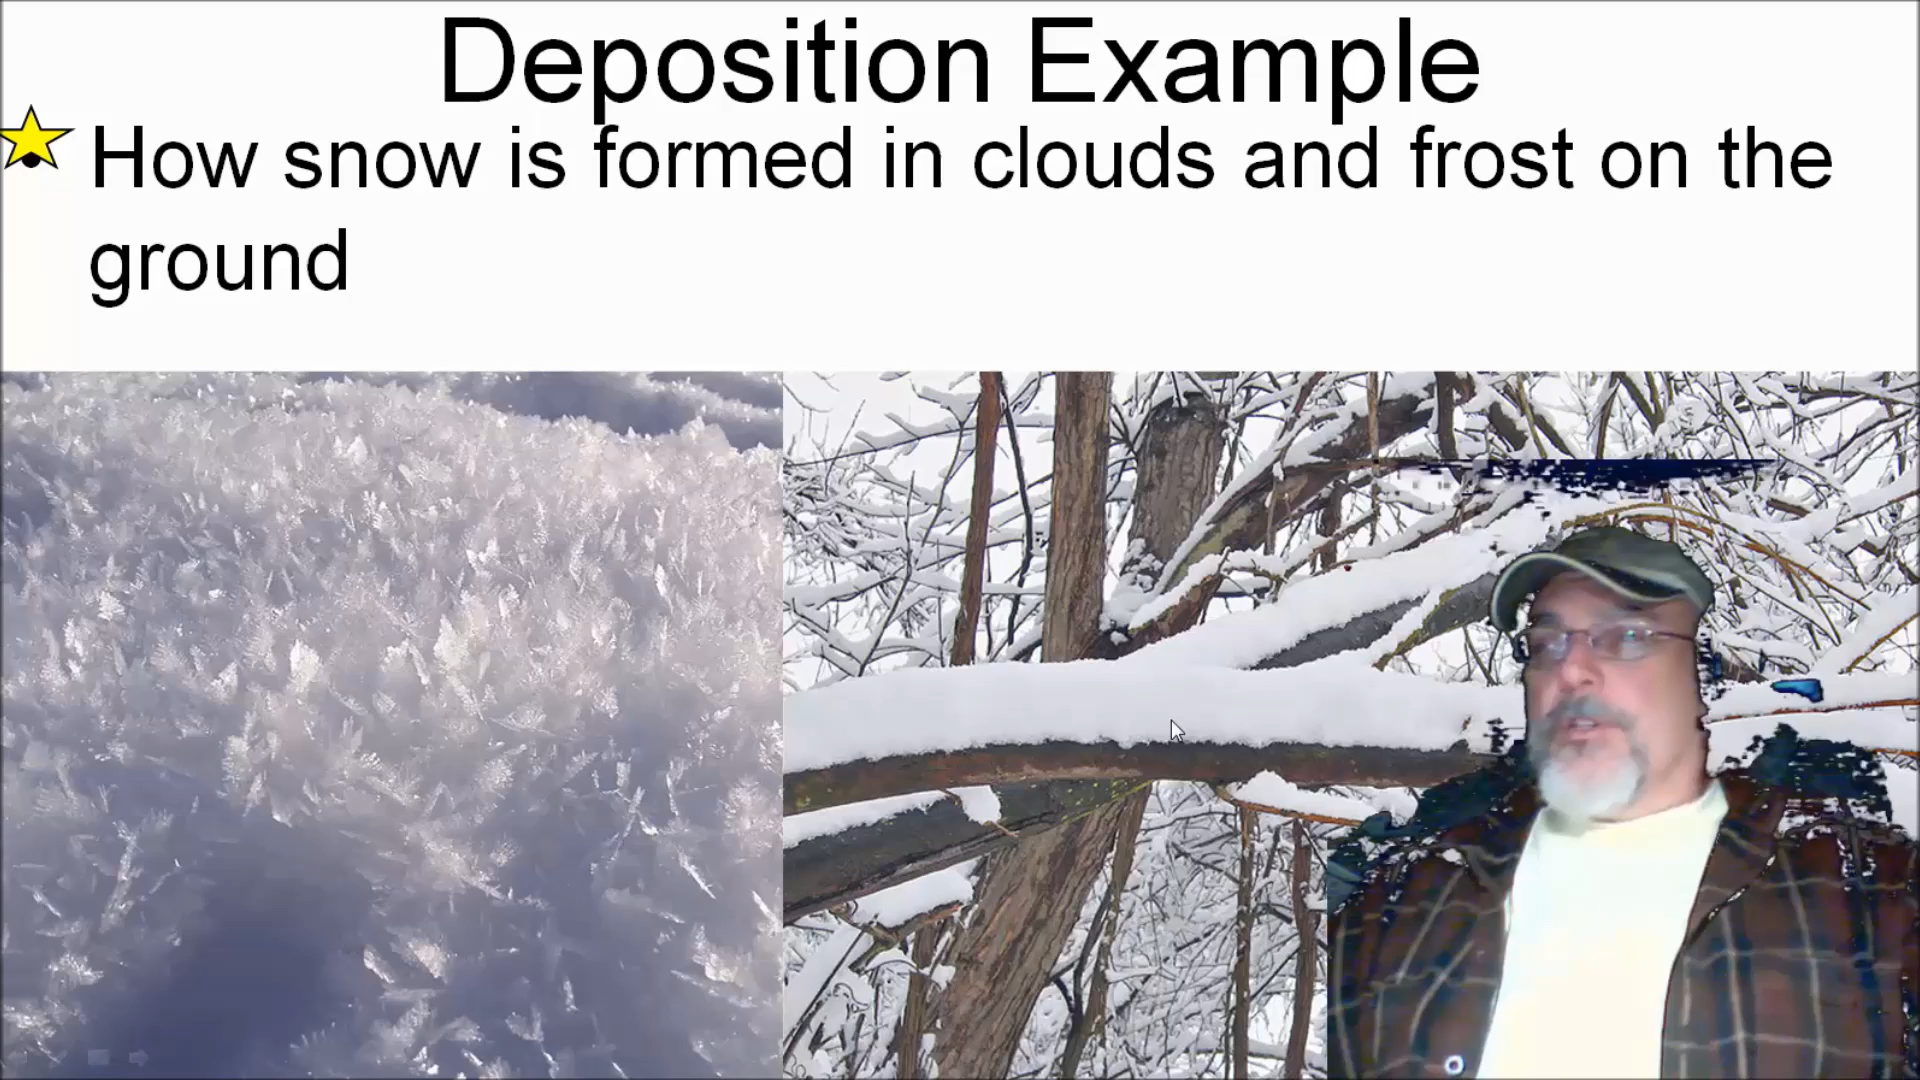 Deposition Example
How snow is formed in clouds and frost on the
ground